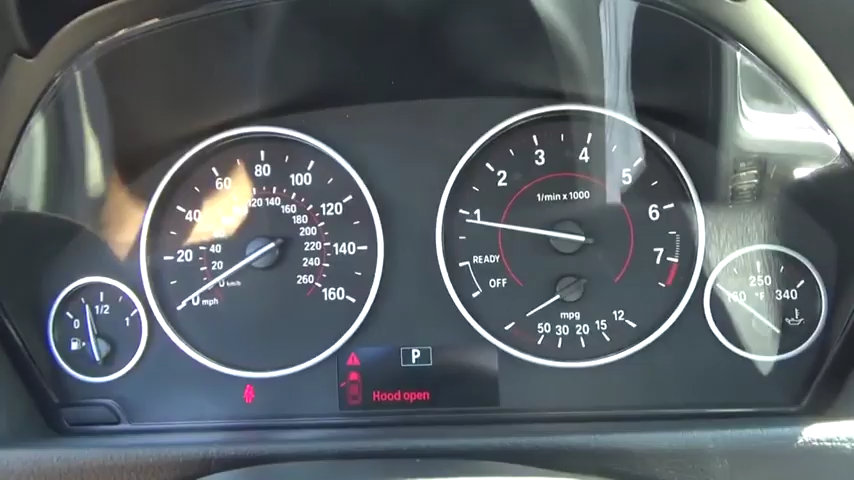 0 1/2 1
0 20 40 60 80 100 120 140 160
mph
20 40 120 140 160 180 200 220 240 260
0 km/h
1 2 3 4 5 6 7
1/min x 1000
READY
OFF
mpg
50 30 20 15 12
250
°F 340
P
Hood open